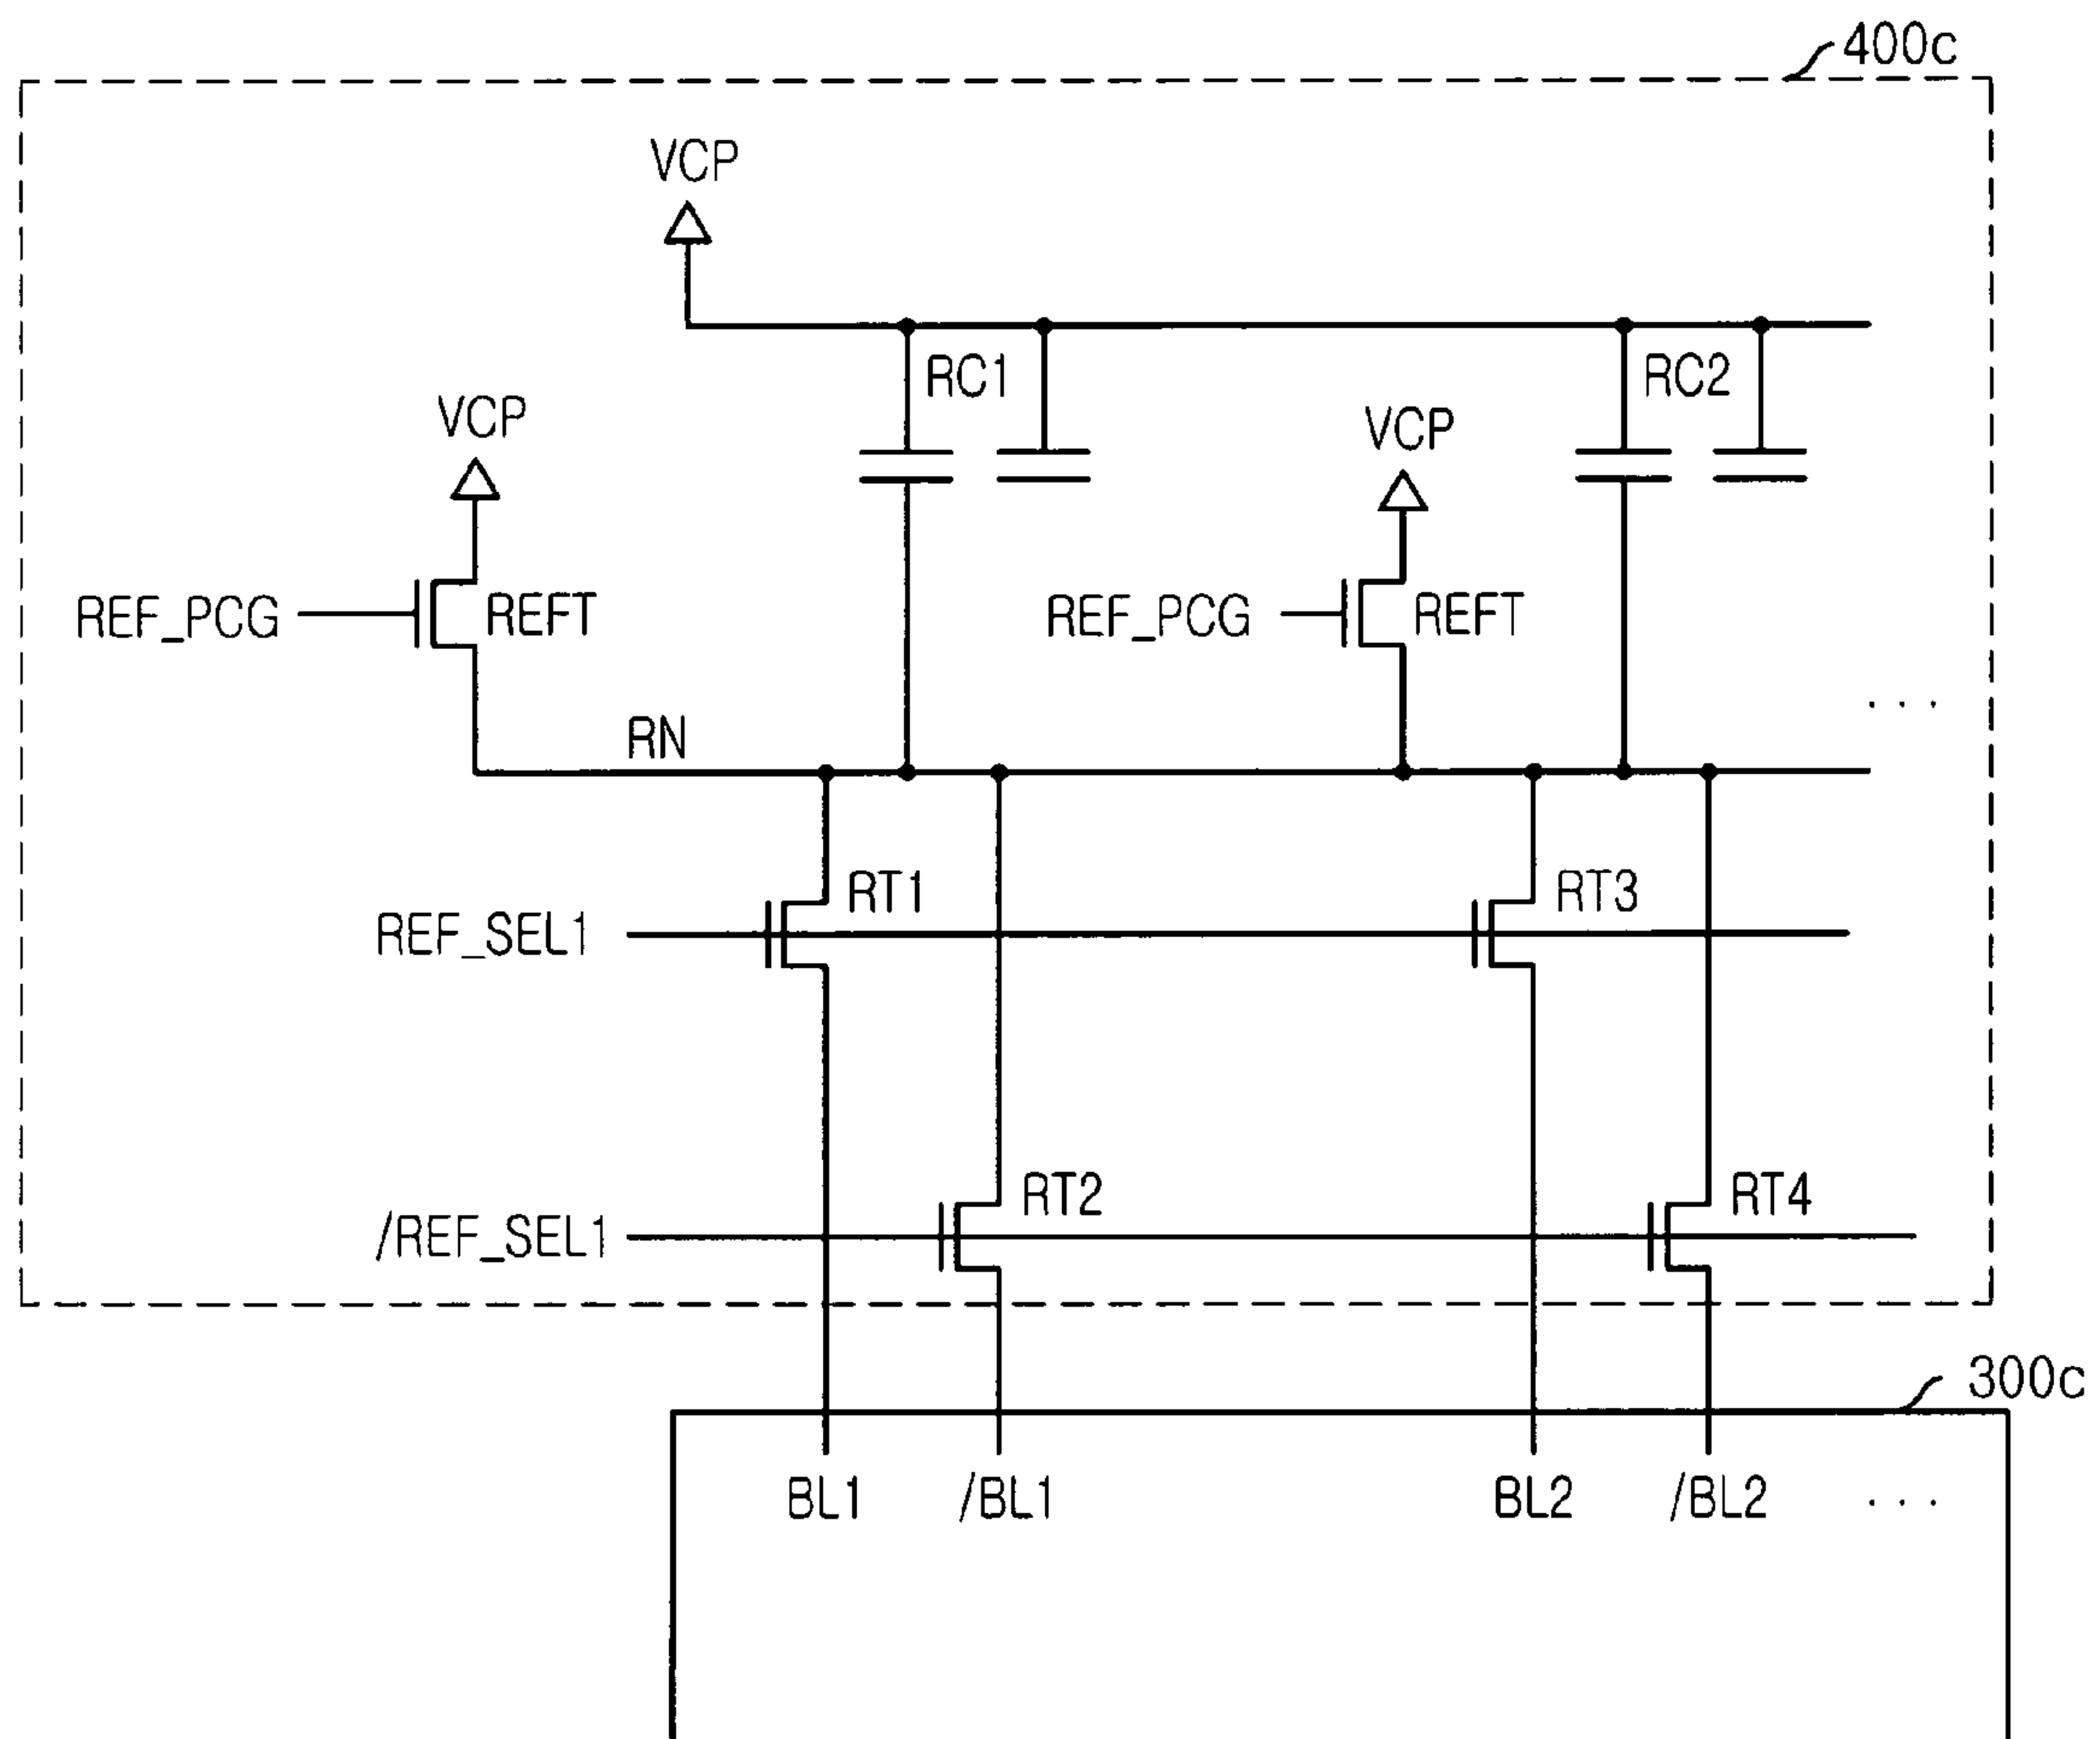 400c
VCP
RC1
RC2
VCP
VCP
REF_PCG
REFT
REF_PCG
REFT
. . .
RN
RT1
RT3
REF_SEL1
RT2
RT4
/REF_SEL1
300c
BL1
/BL1
BL2
/BL2
. . .